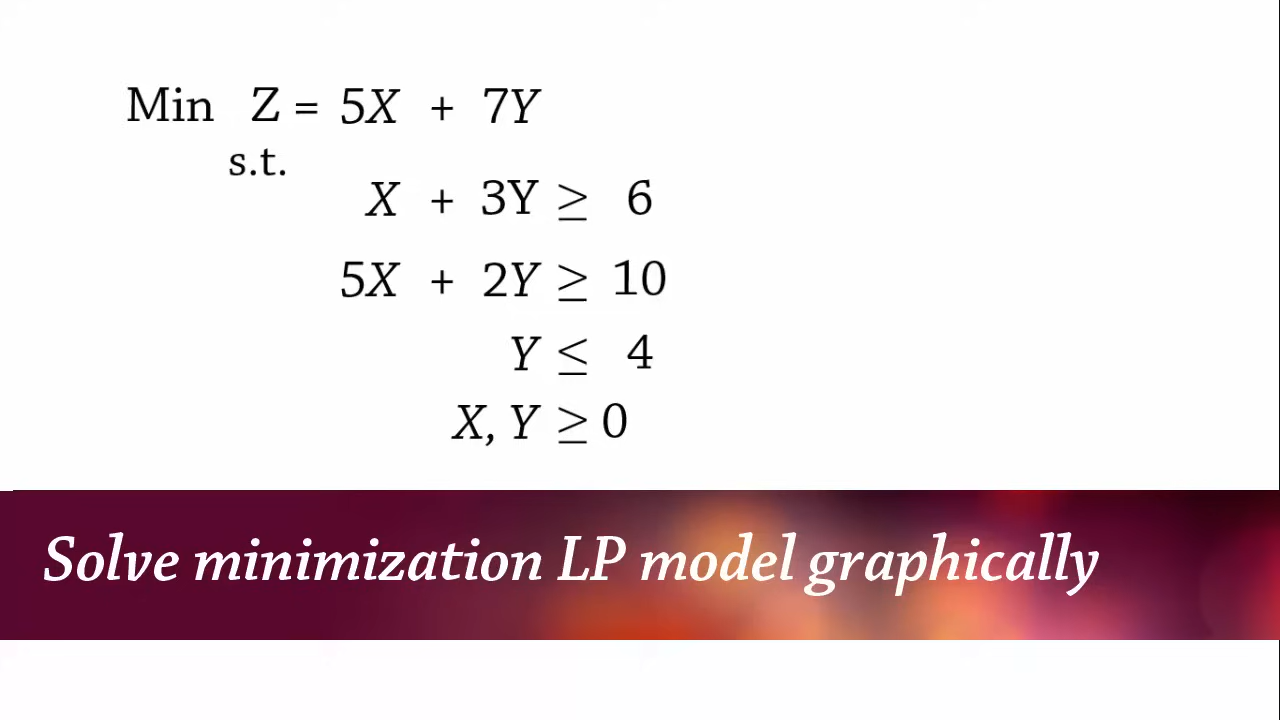 Min Z = 5X + 7Y
s.t.
X + 3Y ≥ 6
5X + 2Y ≥ 10
Y ≤ 4
X, Y ≥ 0
Solve minimization LP model graphically